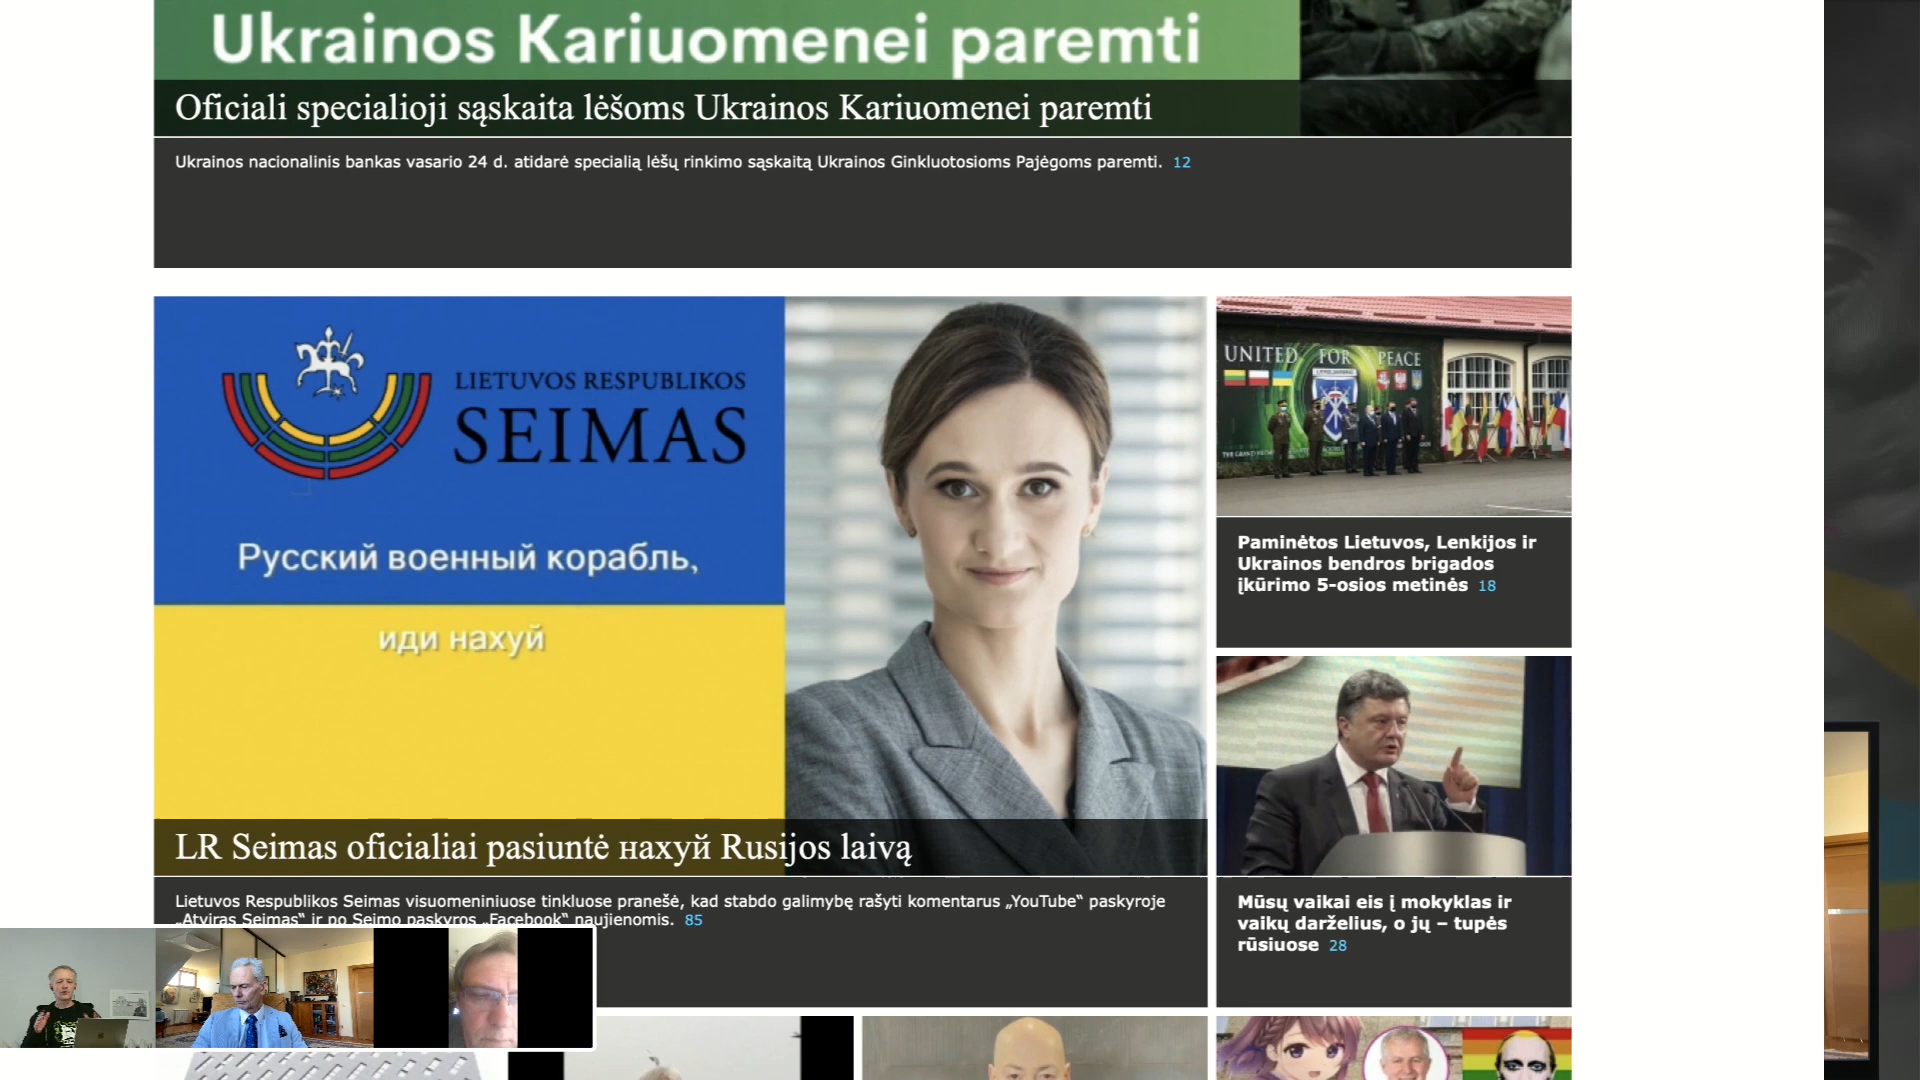 Ukrainos Kariuomenei paremti
Oficiali specialioji sąskaita lėšoms Ukrainos Kariuomenei paremti
Ukrainos nacionalinis bankas vasario 24 d. atidarė specialią lėšų rinkimo sąskaitą Ukrainos Ginkluotosioms Pajėgoms paremti. 12
LIETUVOS RESPUBLIKOS
SEIMAS
Русский военный корабль,
иди нахуй
LR Seimas oficialiai pasiuntė нахуй Rusijos laivą
Lietuvos Respublikos Seimas visuomeniniuose tinkluose pranešė, kad stabdo galimybę rašyti komentarus „YouTube“ paskyroje
„Atviras Seimas“ ir po Seimo paskyros „Facebook“ naujienomis. 85
UNITED FOR PEACE
Paminėtos Lietuvos, Lenkijos ir
Ukrainos bendros brigados
įkūrimo 5-osios metinės 18
Mūsų vaikai eis į mokyklas ir
vaikų darželius, o jų – tupės
rūsiuose 28